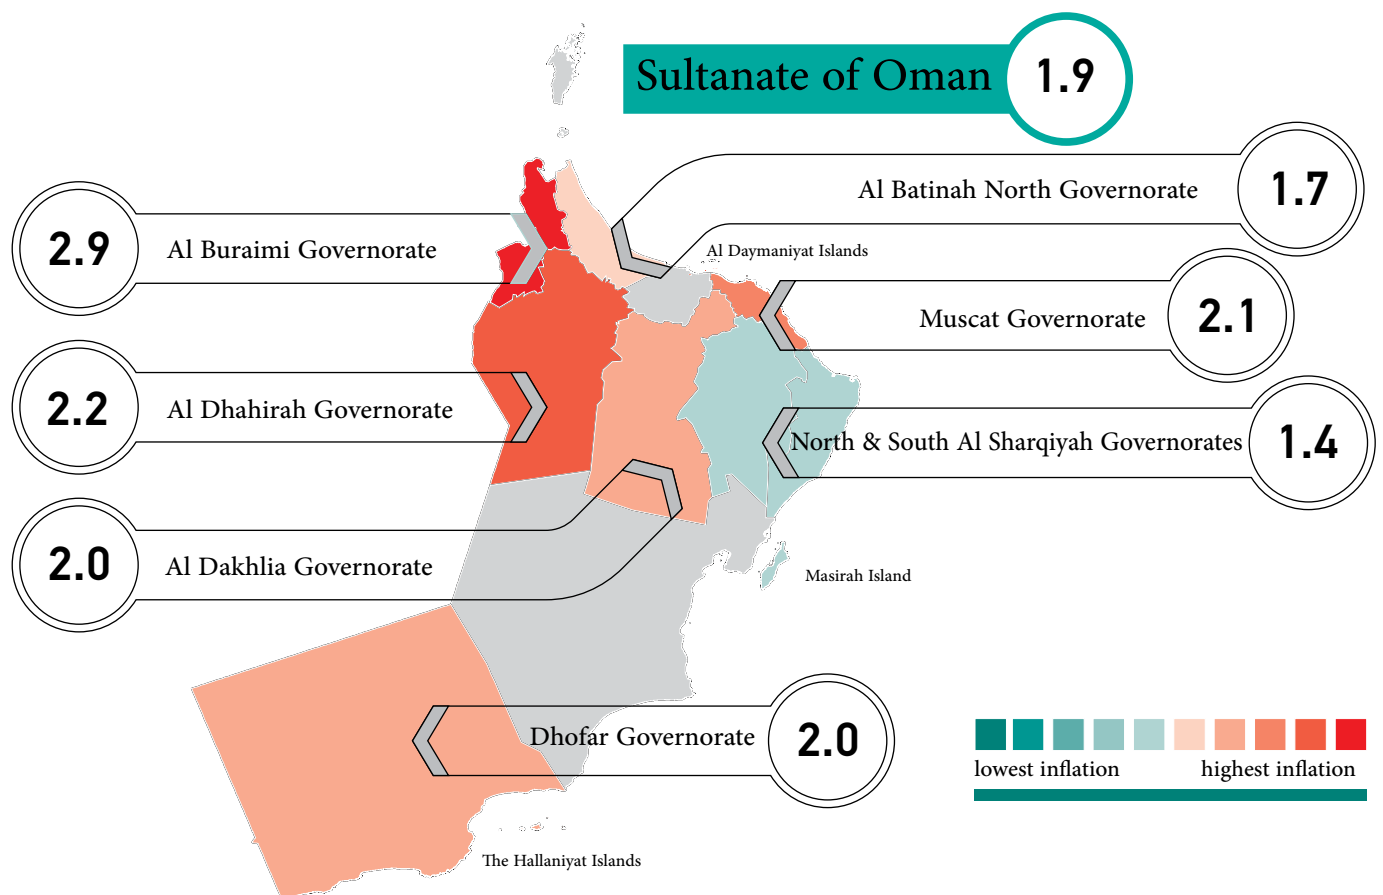 Sultanate of Oman 1.9
Al Batinah North Governorate 1.7
2.9 Al Buraimi Governorate
Al Daymaniyat Islands
Muscat Governorate 2.1
2.2 Al Dhahirah Governorate
North & South Al Sharqiyah Governorates 1.4
2.0 Al Dakhlia Governorate
Masirah Island
Dhofar Governorate 2.0
lowest inflation highest inflation
The Hallaniyat Islands